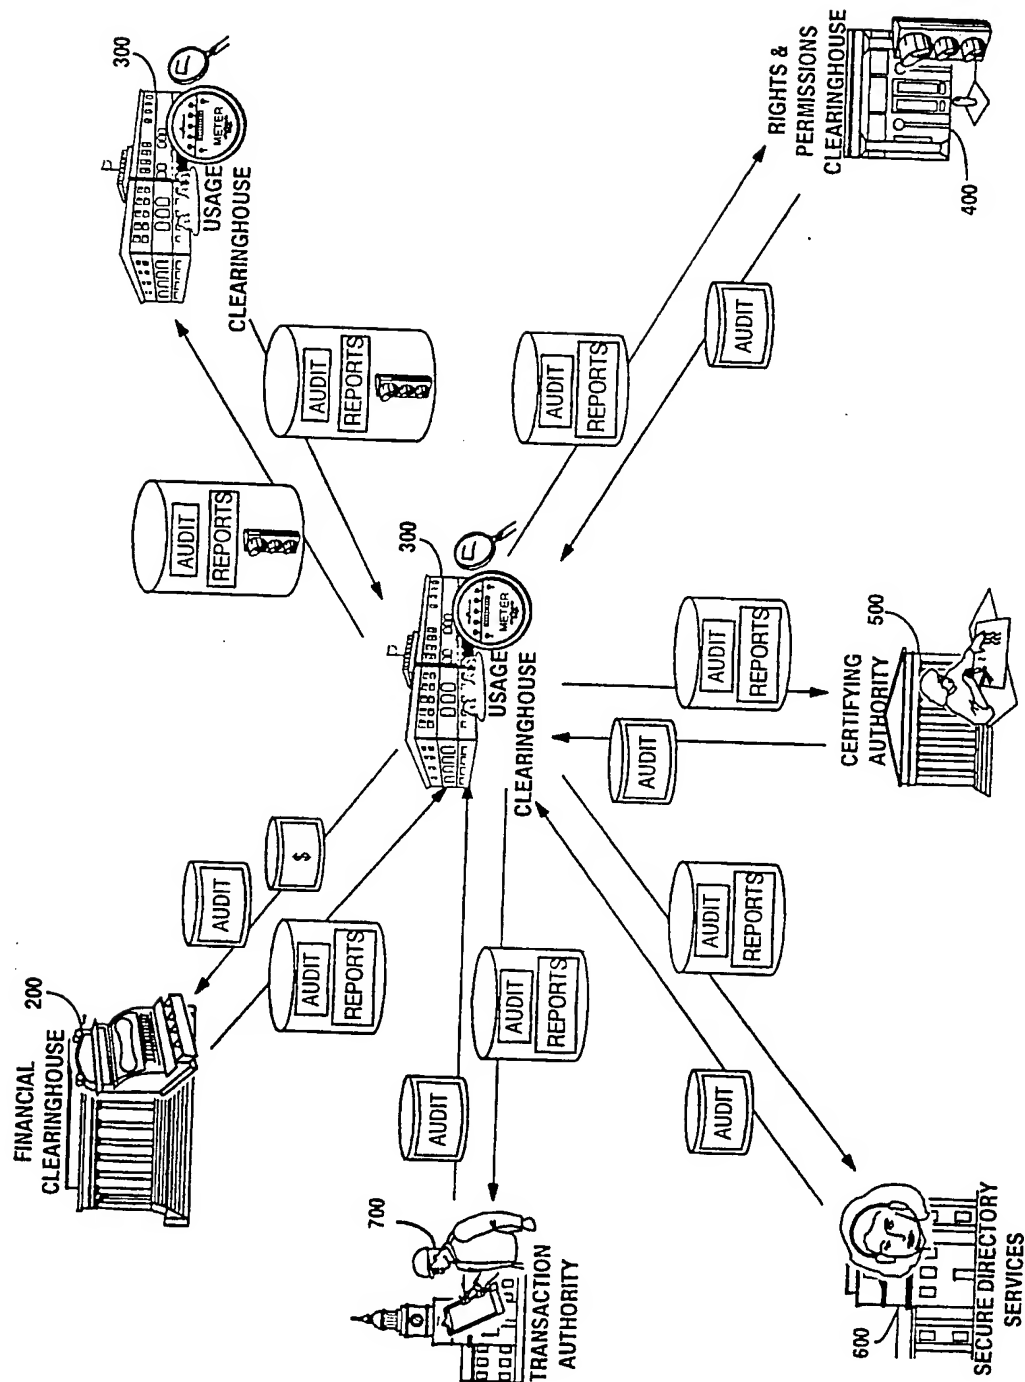 FINANCIAL
CLEARINGHOUSE
200
AUDIT
$
AUDIT
REPORTS
AUDIT
REPORTS
300
METER
USAGE
CLEARINGHOUSE
AUDIT
REPORTS
700
TRANSACTION
AUTHORITY
AUDIT
AUDIT
REPORTS
300
METER
USAGE
CLEARINGHOUSE
AUDIT
REPORTS
AUDIT
RIGHTS &
PERMISSIONS
CLEARINGHOUSE
400
AUDIT
AUDIT
REPORTS
AUDIT
AUDIT
REPORTS
600
SECURE DIRECTORY
SERVICES
CERTIFYING
AUTHORITY
500